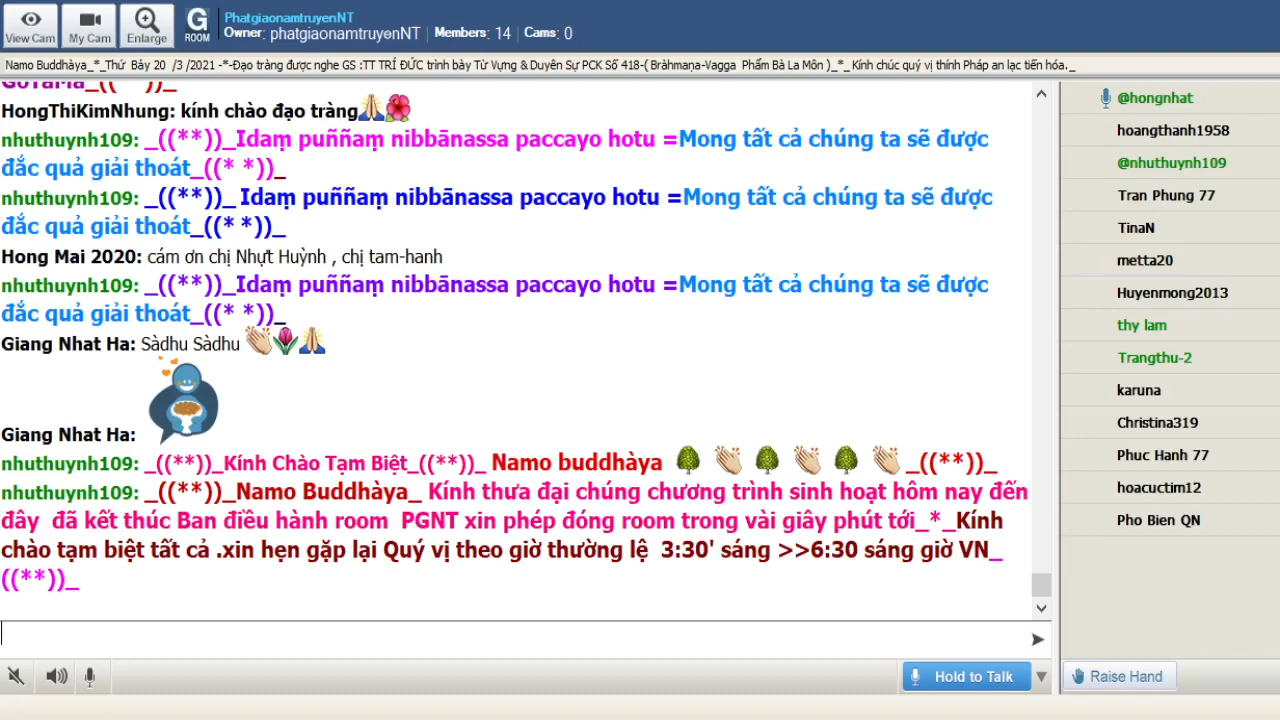 View Cam
My Cam
Enlarge
G
ROOM
PhatgiaonamtruyenNT
Owner: phatgiaonamtruyenNT | Members: 14 | Cams: 0
Namo Buddhàya_*_Thứ Bảy 20 /3 /2021 -*-Đạo tràng được nghe GS :TT TRÍ ĐỨC trình bày Từ Vựng & Duyên Sự PCK Số 418-( Bràhmaṇa-Vagga Phẩm Bà La Môn )_*_ Kính chúc quý vị thính Pháp an lạc tiến hóa._
GoTaMa_((**))_
HongThiKimNhung: kính chào đạo tràng
nhuthuynh109: _((**))_Idaṃ puññaṃ nibbānassa paccayo hotu =Mong tất cả chúng ta sẽ được
đắc quả giải thoát_((* *))_
nhuthuynh109: _((**))_ Idaṃ puññaṃ nibbānassa paccayo hotu =Mong tất cả chúng ta sẽ được
đắc quả giải thoát_((* *))_
Hong Mai 2020: cám ơn chị Nhựt Huỳnh , chị tam-hanh
nhuthuynh109: _((**))_Idaṃ puññaṃ nibbānassa paccayo hotu =Mong tất cả chúng ta sẽ được
đắc quả giải thoát_((* *))_
Giang Nhat Ha: Sàdhu Sàdhu
Giang Nhat Ha:
nhuthuynh109: _((**))_Kính Chào Tạm Biệt_((**))_ Namo buddhàya _((**))_
nhuthuynh109: _((**))_Namo Buddhàya_ Kính thưa đại chúng chương trình sinh hoạt hôm nay đến
đây đã kết thúc Ban điều hành room PGNT xin phép đóng room trong vài giây phút tới_*_Kính
chào tạm biệt tất cả .xin hẹn gặp lại Quý vị theo giờ thường lệ 3:30' sáng >>6:30 sáng giờ VN_
((**))_
Hold to Talk
@hongnhat
hoangthanh1958
@nhuthuynh109
Tran Phung 77
TinaN
metta20
Huyenmong2013
thy lam
Trangthu-2
karuna
Christina319
Phuc Hanh 77
hoacuctim12
Pho Bien QN
Raise Hand